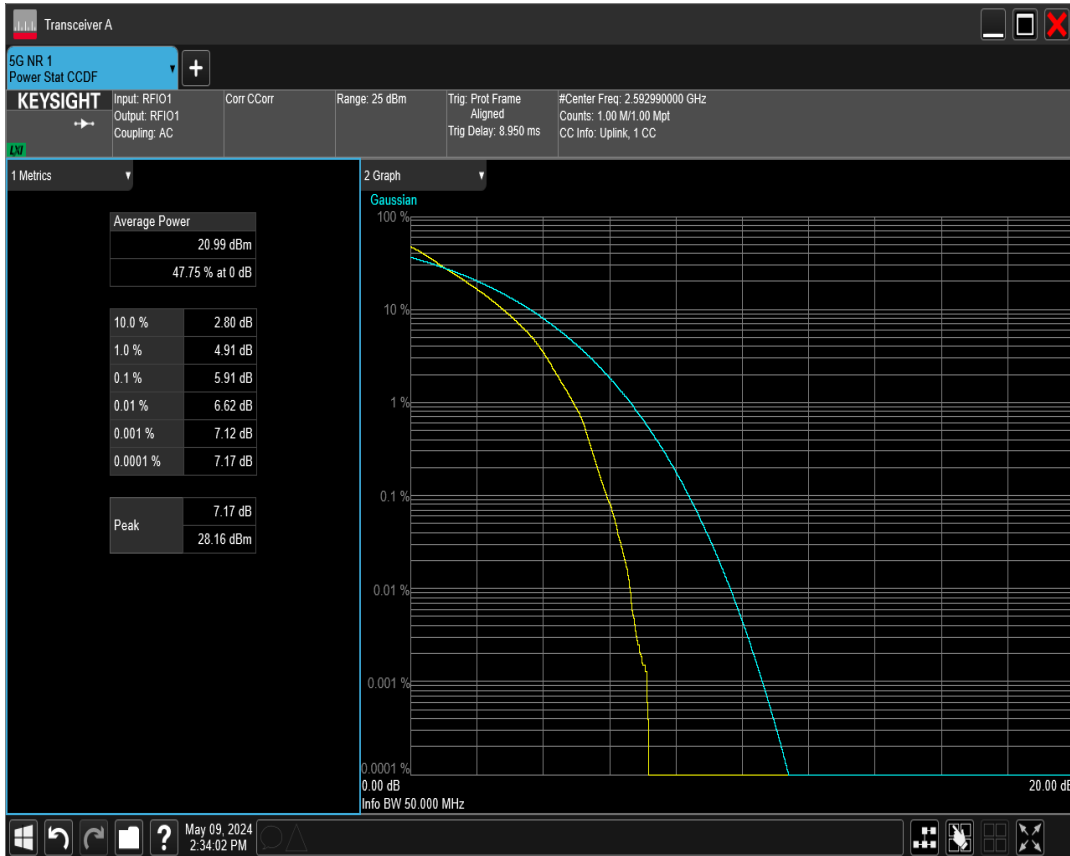 Transceiver A
5G NR 1
Power Stat CCDF
+
KEYSIGHT
LXI
Input: RFIO1
Output: RFIO1
Coupling: AC
Corr CCorr
Range: 25 dBm
Trig: Prot Frame
Aligned
Trig Delay: 8.950 ms
#Center Freq: 2.592990000 GHz
Counts: 1.00 M/1.00 Mpt
CC Info: Uplink, 1 CC
1 Metrics
Average Power
20.99 dBm
47.75 % at 0 dB
10.0 % 2.80 dB
1.0 % 4.91 dB
0.1 % 5.91 dB
0.01 % 6.62 dB
0.001 % 7.12 dB
0.0001 % 7.17 dB
Peak
7.17 dB
28.16 dBm
2 Graph
Gaussian
100 %
10 %
1 %
0.1 %
0.01 %
0.001 %
0.0001 %
0.00 dB 20.00 dB
Info BW 50.000 MHz
?
May 09, 2024
2:34:02 PM